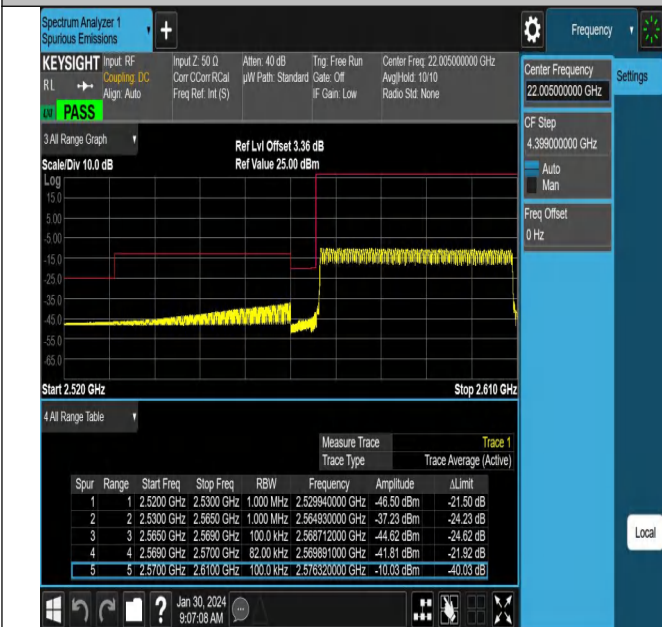 Spectrum Analyzer 1
Spurious Emissions
+
Frequency
KEYSIGHT
RL
Input: RF
Coupling: DC
Align: Auto
Input Z: 50 Ω
Corr CCorr RCal
Freq Ref: Int (S)
Atten: 40 dB
µW Path: Standard
Trig: Free Run
Gate: Off
IF Gain: Low
Center Freq: 22.005000000 GHz
Avg|Hold: 10/10
Radio Std: None
PASS
Center Frequency
22.005000000 GHz
Settings
CF Step
4.399000000 GHz
Auto
Man
Freq Offset
0 Hz
3 All Range Graph
Ref Lvl Offset 3.36 dB
Scale/Div 10.0 dB
Ref Value 25.00 dBm
Log
15.0
5.00
-5.00
-15.0
-25.0
-35.0
-45.0
-55.0
-65.0
Start 2.520 GHz
Stop 2.610 GHz
4 All Range Table
Measure Trace Trace 1
Trace Type Trace Average (Active)
Spur Range Start Freq Stop Freq RBW Frequency Amplitude ΔLimit
1 1 2.5200 GHz 2.5300 GHz 1.000 MHz 2.529940000 GHz -46.50 dBm -21.50 dB
2 2 2.5300 GHz 2.5650 GHz 1.000 MHz 2.564930000 GHz -37.23 dBm -24.23 dB
3 3 2.5650 GHz 2.5690 GHz 100.0 kHz 2.568712000 GHz -44.62 dBm -24.62 dB
4 4 2.5690 GHz 2.5700 GHz 82.00 kHz 2.569891000 GHz -41.81 dBm -21.92 dB
5 5 2.5700 GHz 2.6100 GHz 100.0 kHz 2.576320000 GHz -10.03 dBm -40.03 dB
Local
?
Jan 30, 2024
9:07:08 AM